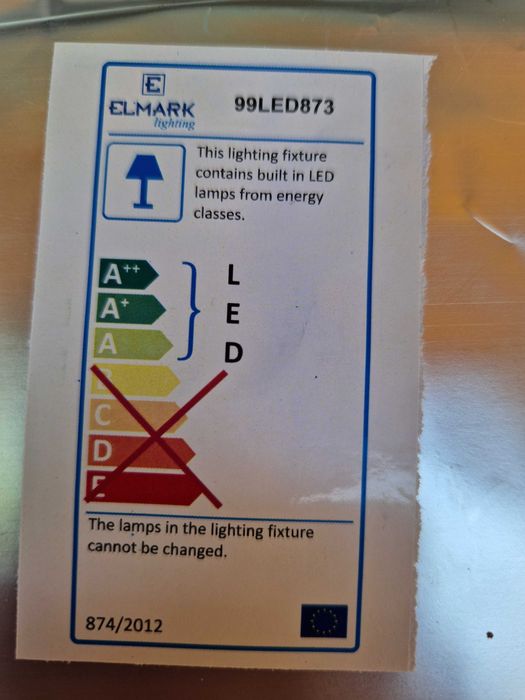 E
ELMARK
lighting
99LED873
This lighting fixture
contains built in LED
lamps from energy
classes.
A++
A+
A
L
E
D
B
C
D
E
The lamps in the lighting fixture
cannot be changed.
874/2012